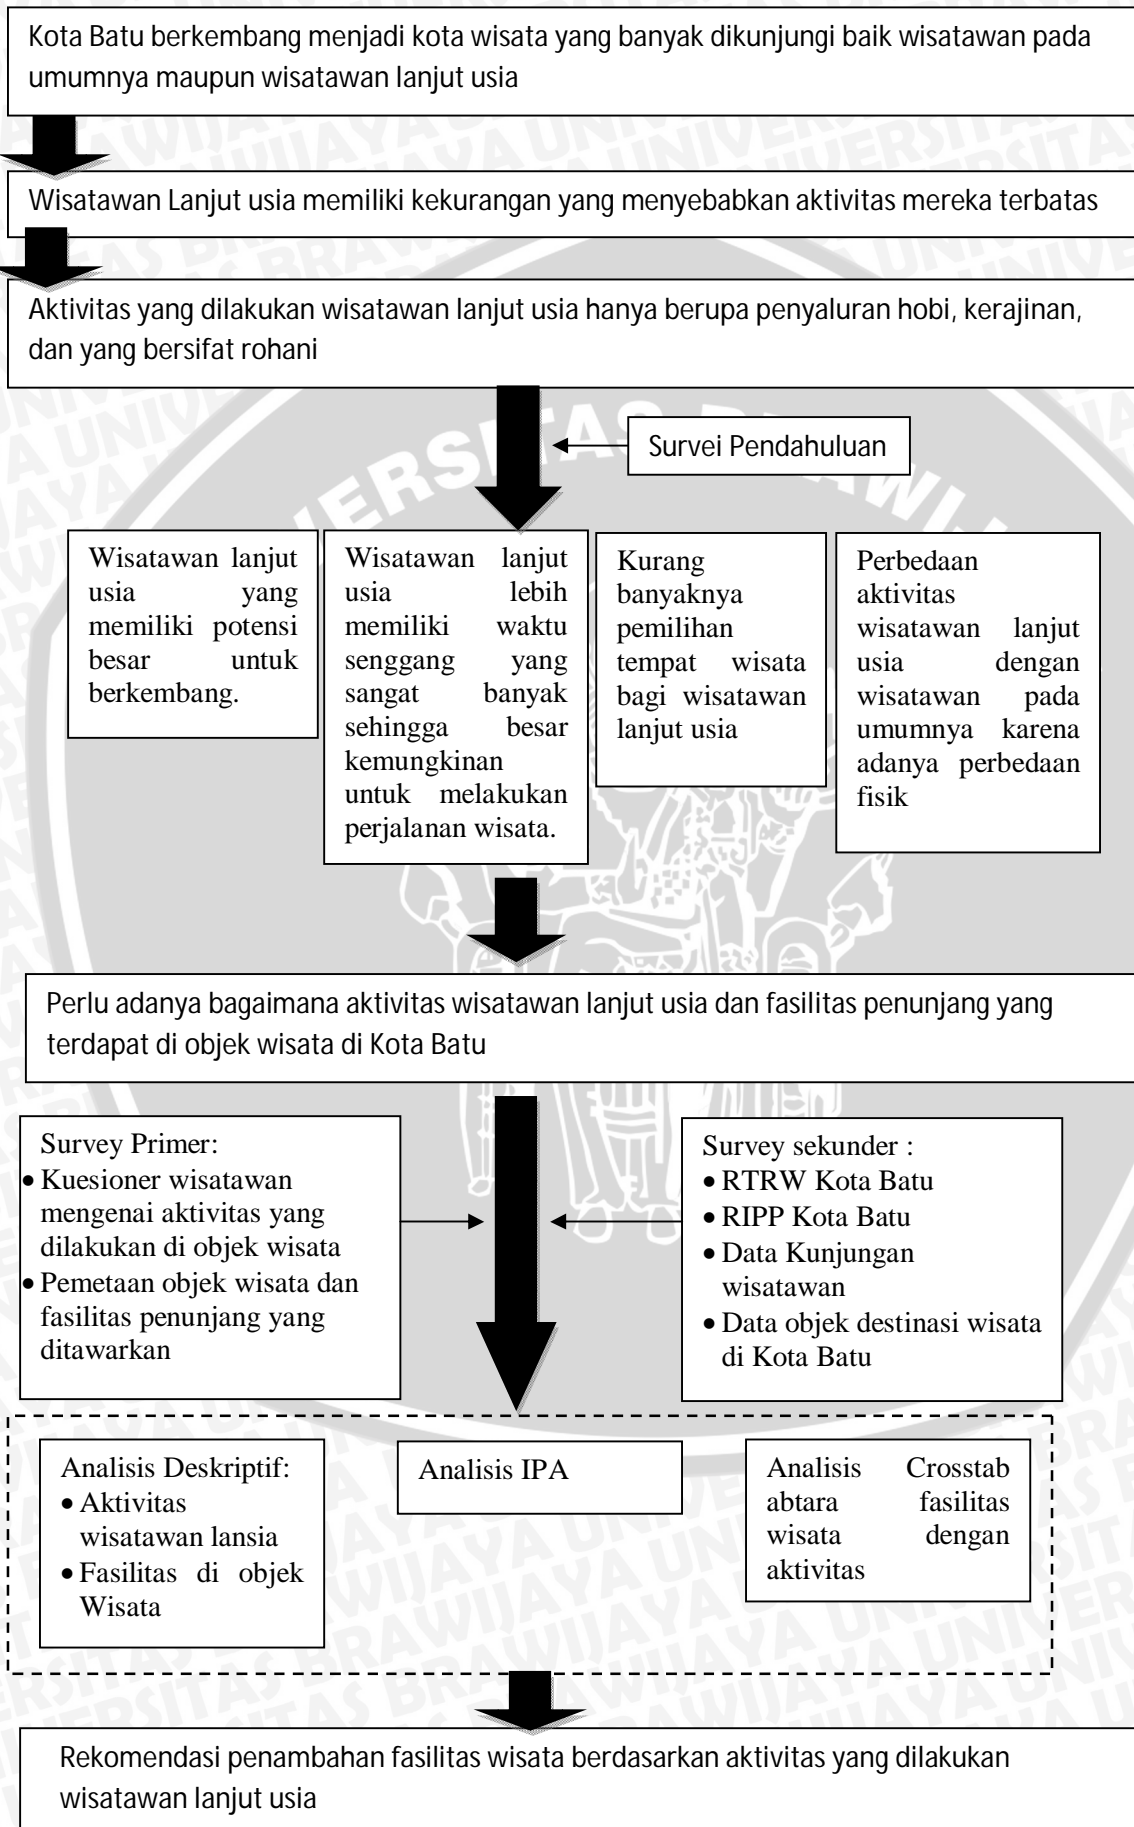 Kota Batu berkembang menjadi kota wisata yang banyak dikunjungi baik wisatawan pada
umumnya maupun wisatawan lanjut usia
Wisatawan Lanjut usia memiliki kekurangan yang menyebabkan aktivitas mereka terbatas
Aktivitas yang dilakukan wisatawan lanjut usia hanya berupa penyaluran hobi, kerajinan,
dan yang bersifat rohani
Survei Pendahuluan
Wisatawan lanjut
usia yang
memiliki potensi
besar untuk
berkembang.
Wisatawan lanjut
usia lebih
memiliki waktu
senggang yang
sangat banyak
sehingga besar
kemungkinan
untuk melakukan
perjalanan wisata.
Kurang
banyaknya
pemilihan
tempat wisata
bagi wisatawan
lanjut usia
Perbedaan
aktivitas
wisatawan lanjut
usia dengan
wisatawan pada
umumnya karena
adanya perbedaan
fisik
Perlu adanya bagaimana aktivitas wisatawan lanjut usia dan fasilitas penunjang yang
terdapat di objek wisata di Kota Batu
Survey Primer:
• Kuesioner wisatawan
mengenai aktivitas yang
dilakukan di objek wisata
• Pemetaan objek wisata dan
fasilitas penunjang yang
ditawarkan
Survey sekunder :
• RTRW Kota Batu
• RIPP Kota Batu
• Data Kunjungan
wisatawan
• Data objek destinasi wisata
di Kota Batu
Analisis Deskriptif:
• Aktivitas
wisatawan lansia
• Fasilitas di objek
Wisata
Analisis IPA
Analisis Crosstab
abtara fasilitas
wisata dengan
aktivitas
Rekomendasi penambahan fasilitas wisata berdasarkan aktivitas yang dilakukan
wisatawan lanjut usia